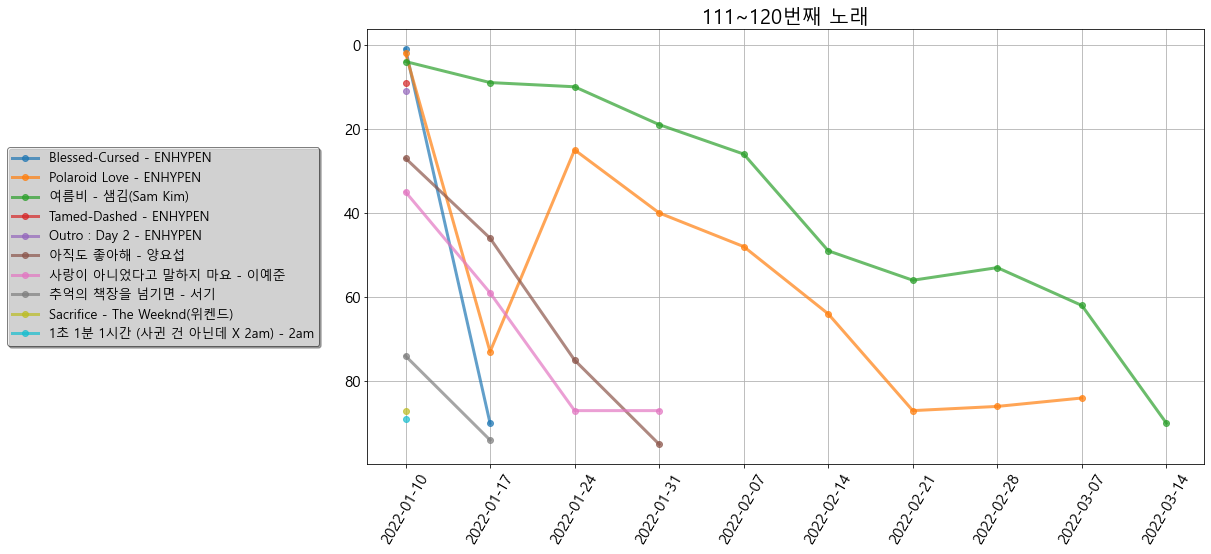 111~120번째 노래
0
20
40
60
80
Blessed-Cursed - ENHYPEN
Polaroid Love - ENHYPEN
여름비 - 샘김(Sam Kim)
Tamed-Dashed - ENHYPEN
Outro : Day 2 - ENHYPEN
아직도 좋아해 - 양요섭
사랑이 아니었다고 말하지 마요 - 이예준
추억의 책장을 넘기면 - 서기
Sacrifice - The Weeknd(위켄드)
1초 1분 1시간 (사귄 건 아닌데 X 2am) - 2am
2022-01-10
2022-01-17
2022-01-24
2022-01-31
2022-02-07
2022-02-14
2022-02-21
2022-02-28
2022-03-07
2022-03-14